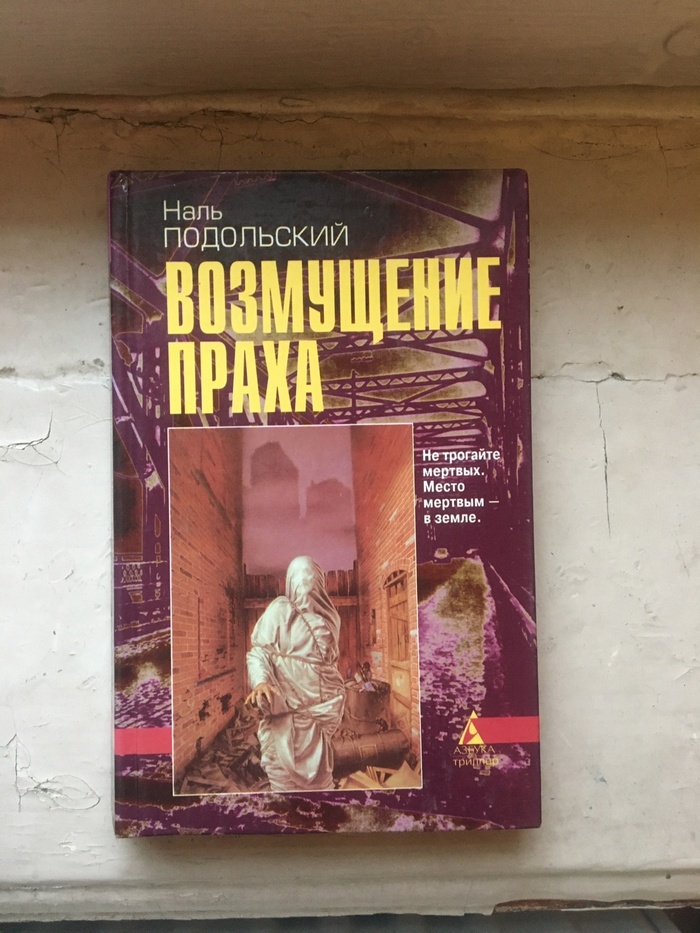 Наль
ПОДОЛЬСКИЙ
ВОЗМУЩЕНИЕ
ПРАХА
Не трогайте
мертвых.
Место
мертвым —
в земле.
АЗБУКА
триллер